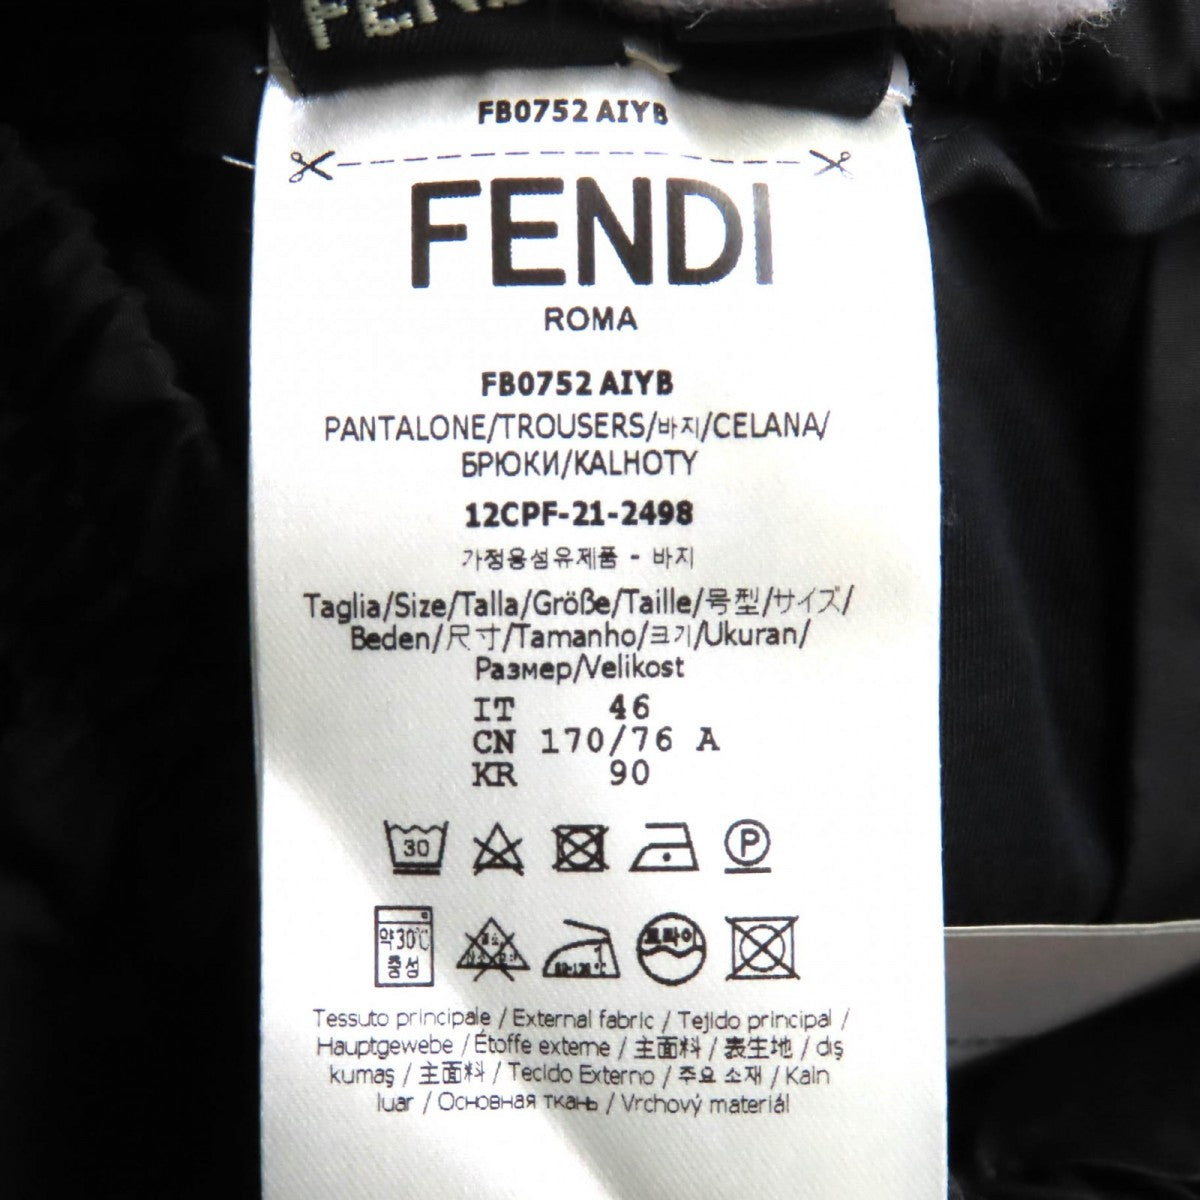 FEND
FB0752 AIYB
FENDI
ROMA
FB0752 AIYB
PANTALONE/TROUSERS/바지/CELANA/
БРЮКИ/KALHOTY
12CPF-21-2498
가정용섬유제품 - 바지
Taglia/Size/Talla/Größe/Taille/号型/サイズ/
Beden/尺寸/Tamanho/크기/Ukuran/
Размер/Velikost
IT 46
CN 170/76 A
KR 90
30 P
약30℃
중성
Tessuto principale / External fabric / Tejido principal /
Hauptgewebe / Étoffe externe / 主面料 / 表生地 / dış
kumaş / 主面料 / Tecido Externo / 주요 소재 / Kain
luar / Основная ткань / Vrchový materiál